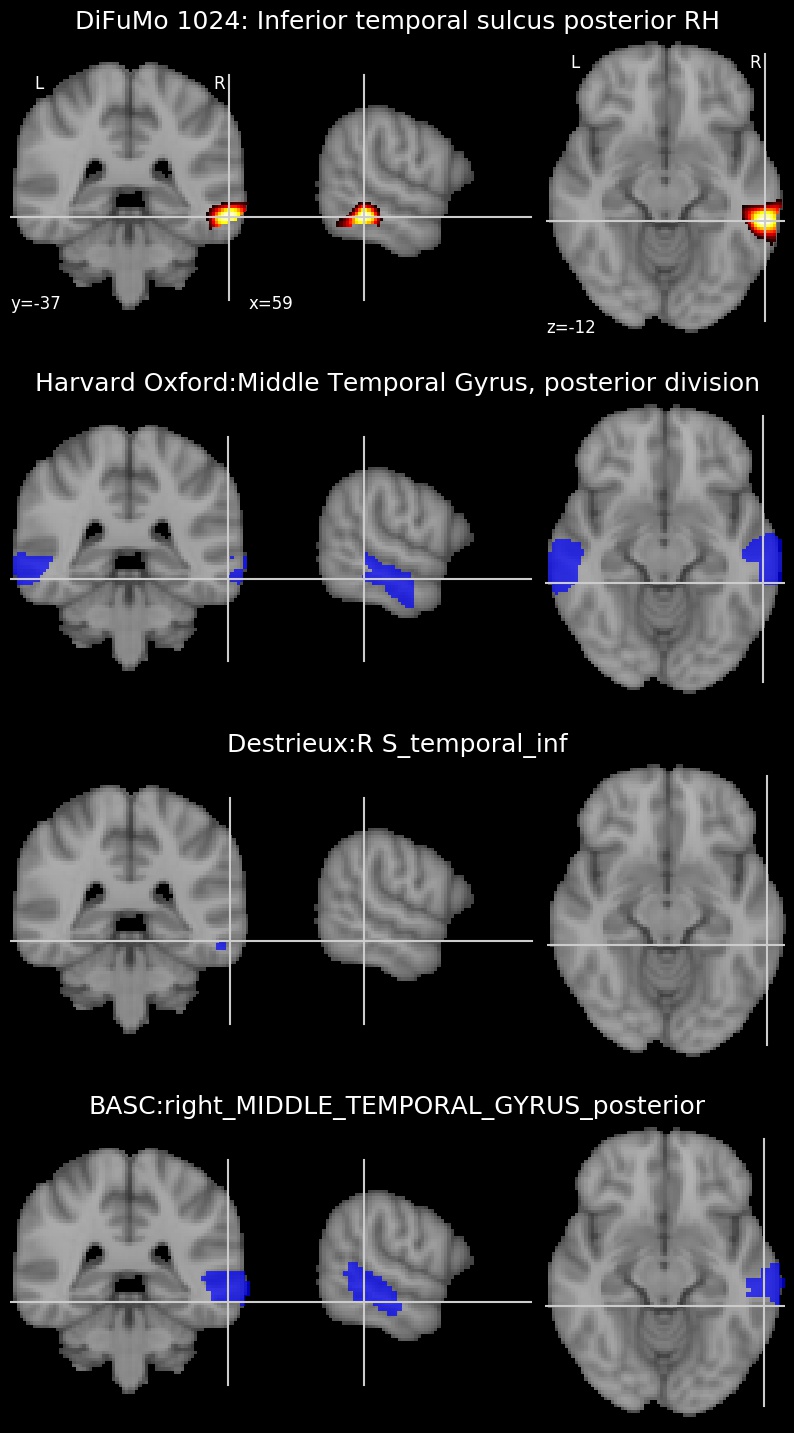 DiFuMo 1024: Inferior temporal sulcus posterior RH
L R L R
y=-37 x=59 z=-12
Harvard Oxford:Middle Temporal Gyrus, posterior division
Destrieux:R S_temporal_inf
BASC:right_MIDDLE_TEMPORAL_GYRUS_posterior